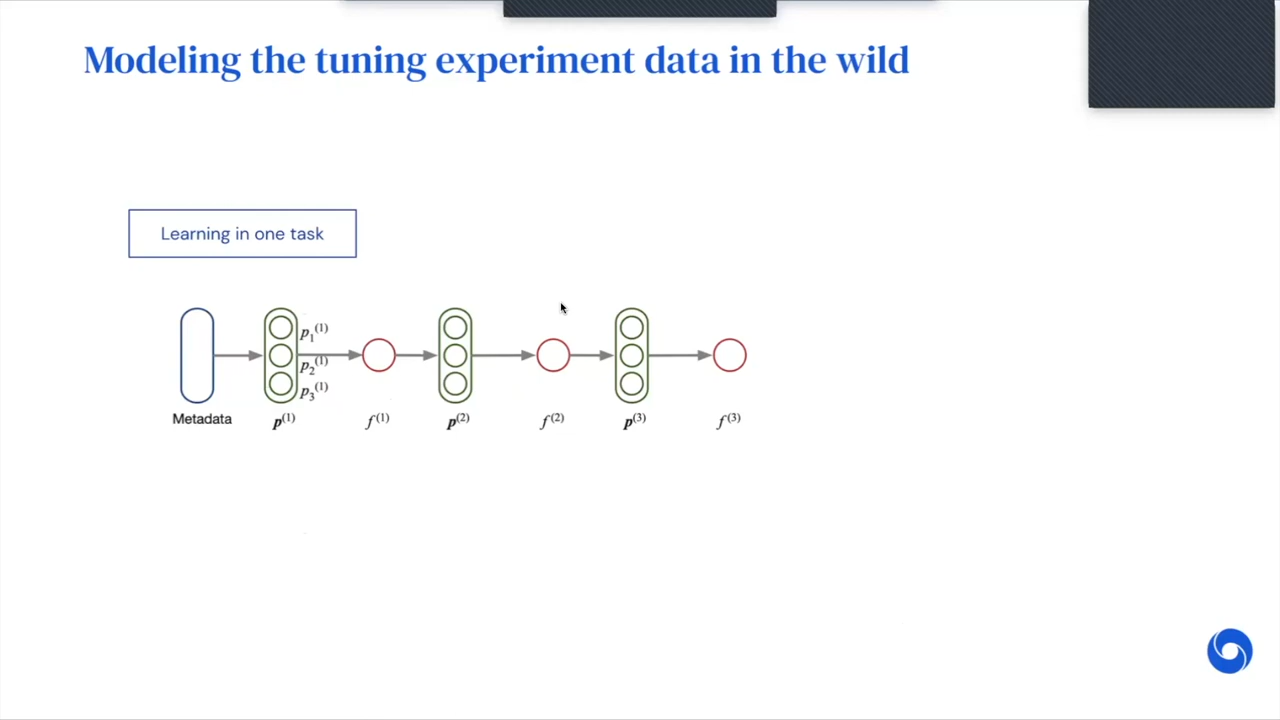 Modeling the tuning experiment data in the wild
Learning in one task
p₁⁽¹⁾
p₂⁽¹⁾
p₃⁽¹⁾
Metadata p⁽¹⁾ f⁽¹⁾ p⁽²⁾ f⁽²⁾ p⁽³⁾ f⁽³⁾